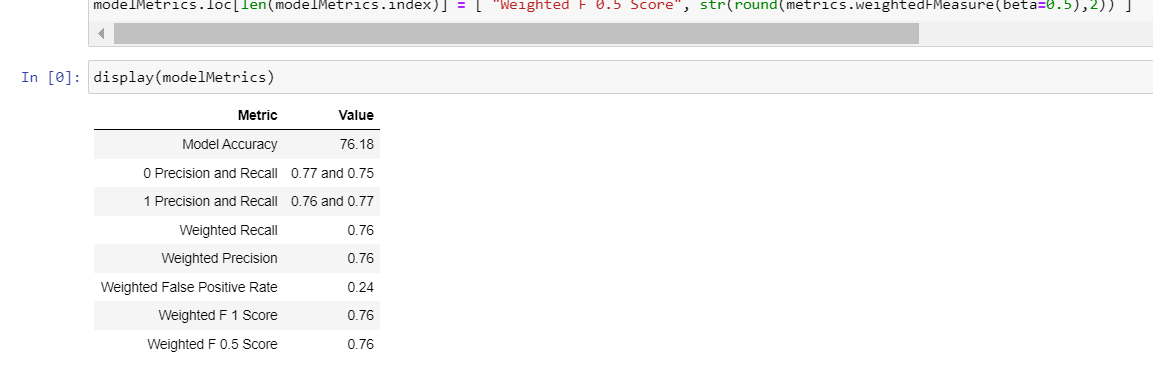 modelMetrics.loc[len(modelMetrics.index)] = [ "Weighted F 0.5 Score", str(round(metrics.weightedFMeasure(beta=0.5),2)) ]
In [0]: display(modelMetrics)
Metric Value
Model Accuracy 76.18
0 Precision and Recall 0.77 and 0.75
1 Precision and Recall 0.76 and 0.77
Weighted Recall 0.76
Weighted Precision 0.76
Weighted False Positive Rate 0.24
Weighted F 1 Score 0.76
Weighted F 0.5 Score 0.76